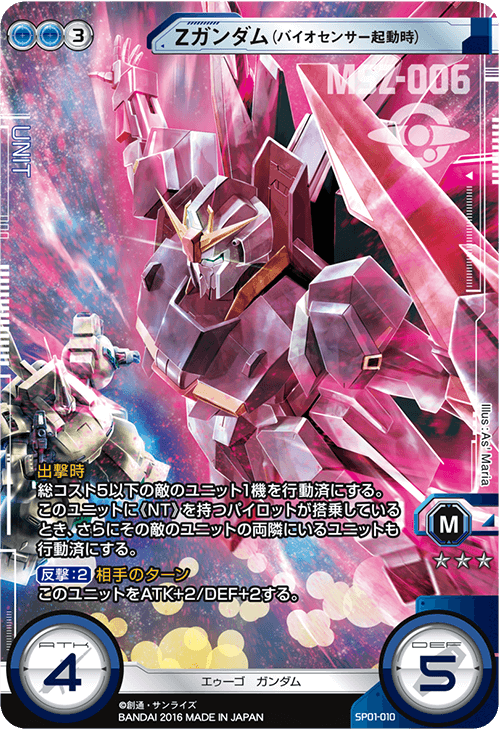 3
Ζガンダム(バイオセンサー起動時)
MSZ-006
UNIT
Illus : As' Maria
出撃時
総コスト5以下の敵のユニット1機を行動済にする。
このユニットに〈NT〉を持つパイロットが搭乗している
とき、さらにその敵のユニットの両隣にいるユニットも
行動済にする。
反撃:2 相手のターン
このユニットをATK+2/DEF+2する。
M
ATK
4
DEF
5
エゥーゴ ガンダム
©創通・サンライズ
BANDAI 2016 MADE IN JAPAN
SP01-010